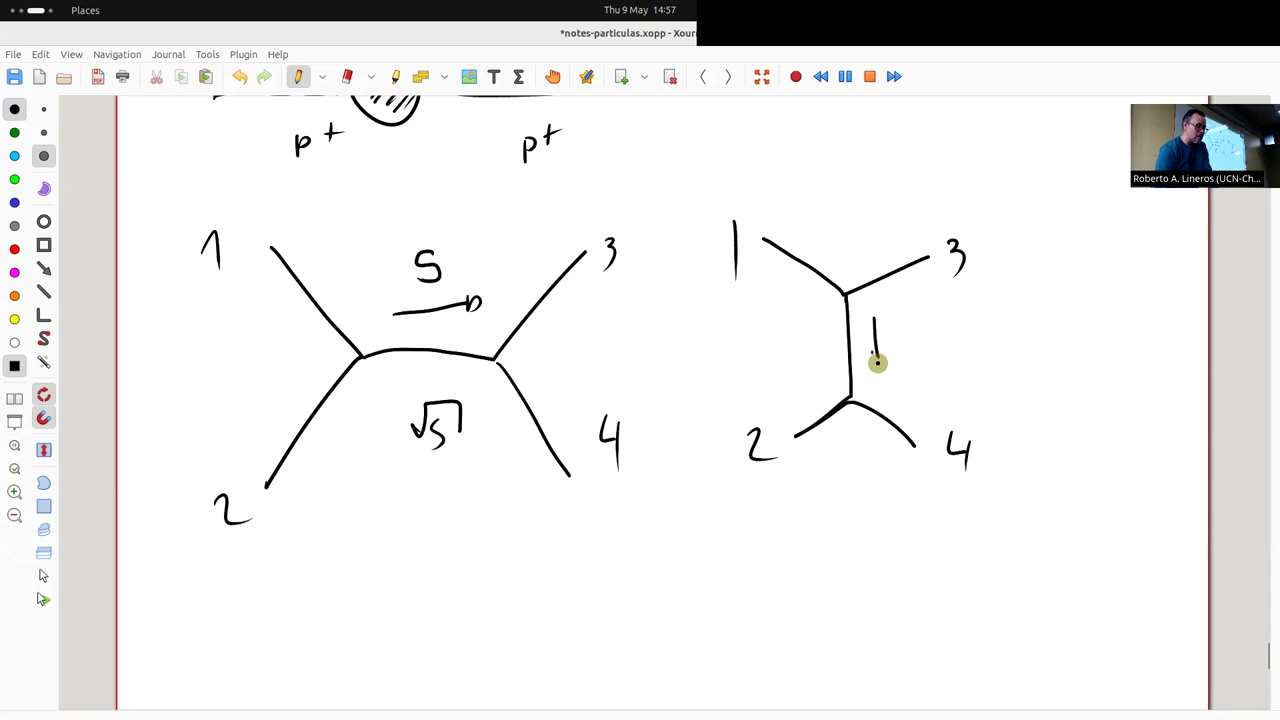 Places
Thu 9 May 14:57
*notes-particulas.xopp - Xour
File Edit View Navigation Journal Tools Plugin Help
Roberto A. Lineros (UCN-Ch...
p+ p+
1 S 3
√S
2 4
1 3
2 4